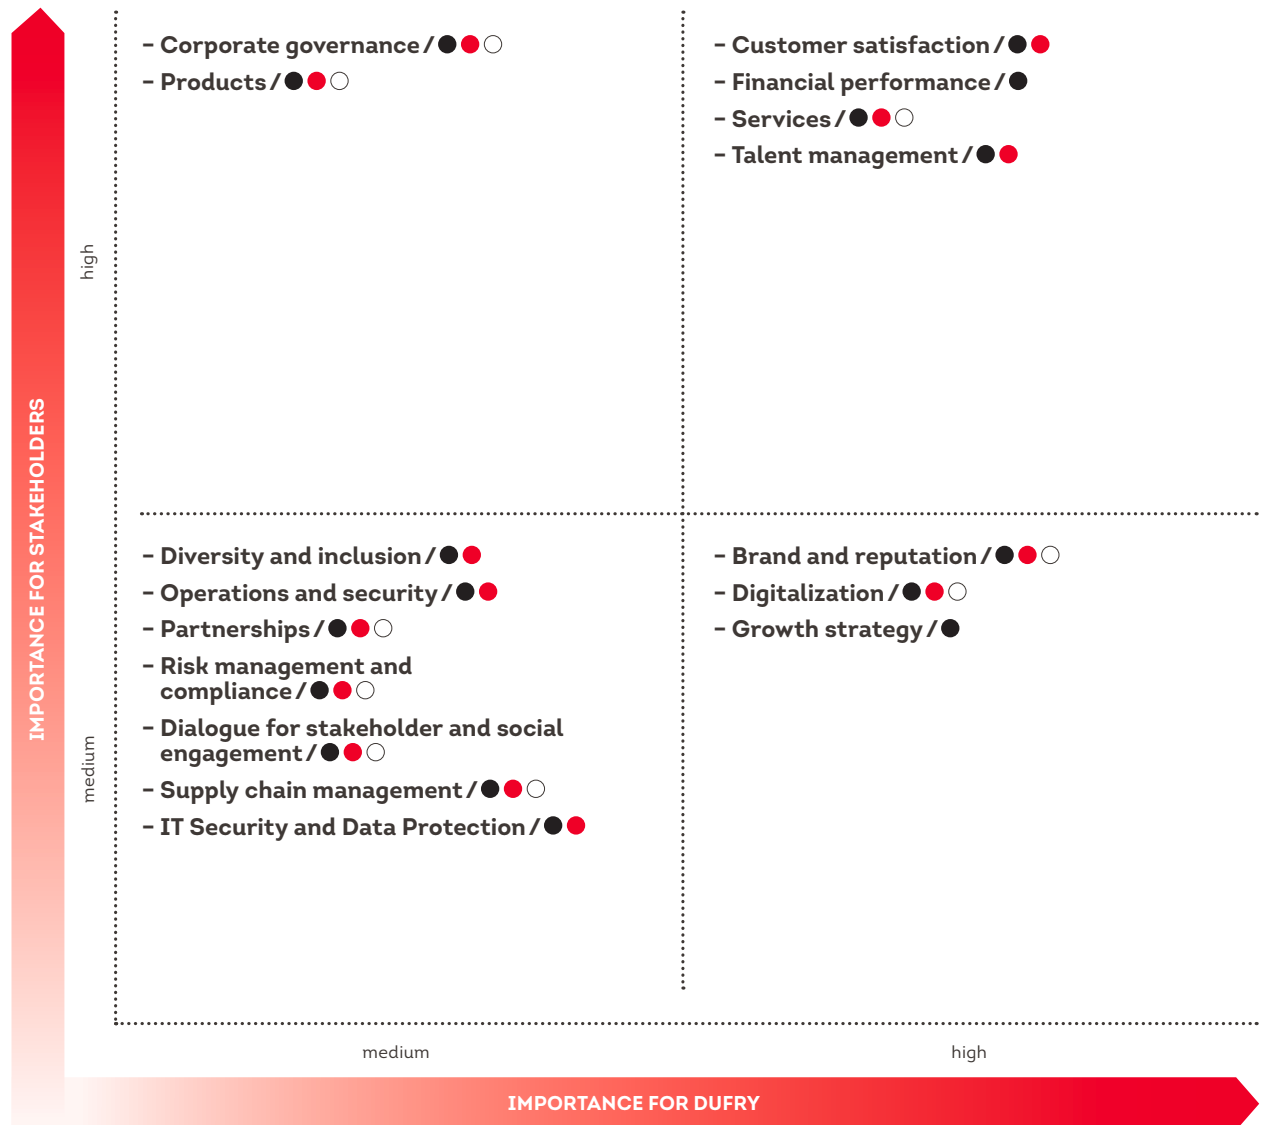 – Corporate governance /
– Products /
– Customer satisfaction /
– Financial performance /
– Services /
– Talent management /
high
IMPORTANCE FOR STAKEHOLDERS
medium
– Diversity and inclusion /
– Operations and security /
– Partnerships /
– Risk management and
compliance /
– Dialogue for stakeholder and social
engagement /
– Supply chain management /
– IT Security and Data Protection /
– Brand and reputation /
– Digitalization /
– Growth strategy /
medium
high
IMPORTANCE FOR DUFRY